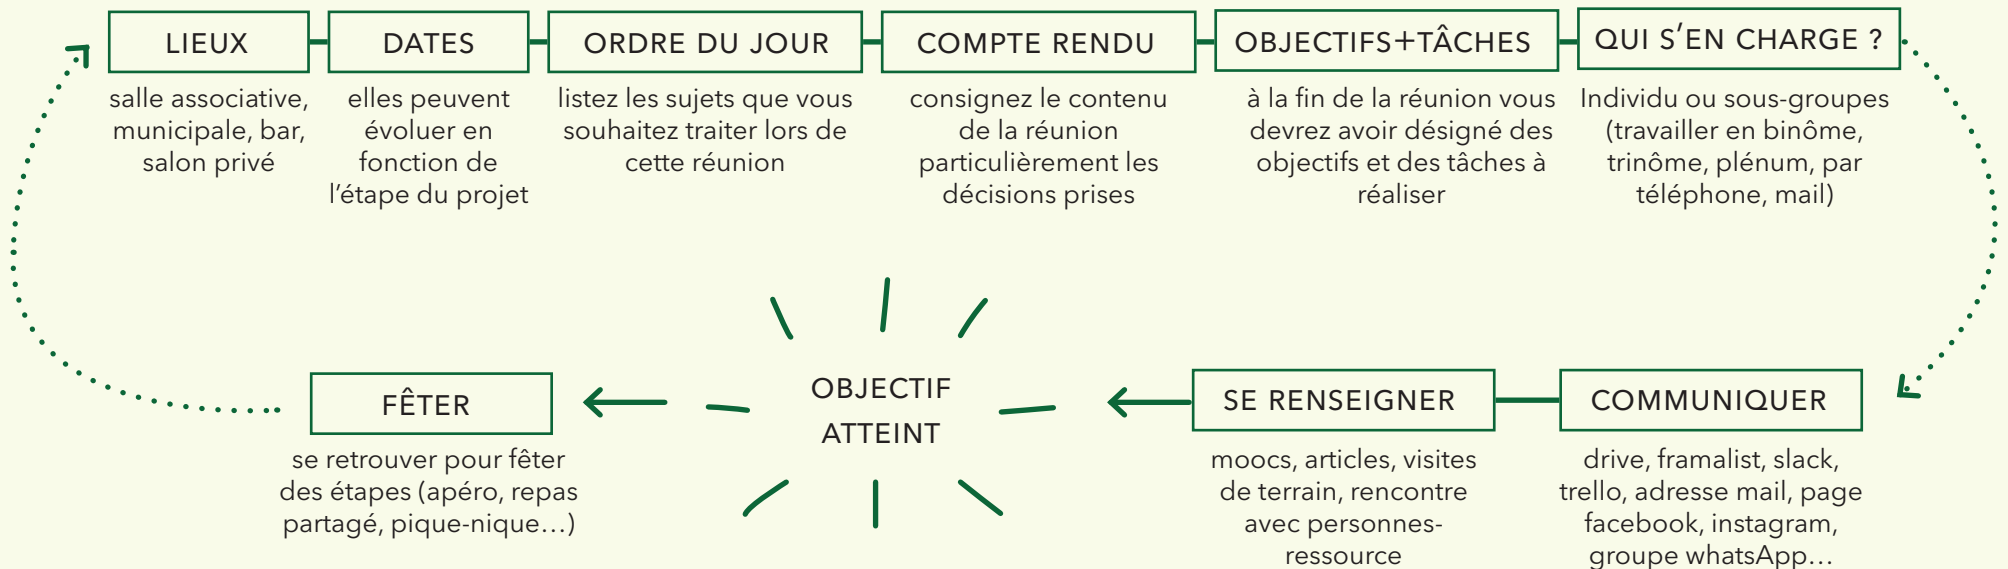 LIEUX
salle associative,
municipale, bar,
salon privé
DATES
elles peuvent
évoluer en
fonction de
l'étape du projet
ORDRE DU JOUR
listez les sujets que vous
souhaitez traiter lors de
cette réunion
COMPTE RENDU
consignez le contenu
de la réunion
particulièrement les
décisions prises
OBJECTIFS+TÂCHES
à la fin de la réunion vous
devrez avoir désigné des
objectifs et des tâches à
réaliser
QUI S'EN CHARGE ?
Individu ou sous-groupes
(travailler en binôme,
trinôme, plénum, par
téléphone, mail)
COMMUNIQUER
drive, framalist, slack,
trello, adresse mail, page
facebook, instagram,
groupe whatsApp…
SE RENSEIGNER
moocs, articles, visites
de terrain, rencontre
avec personnes-
ressource
OBJECTIF
ATTEINT
FÊTER
se retrouver pour fêter
des étapes (apéro, repas
partagé, pique-nique…)